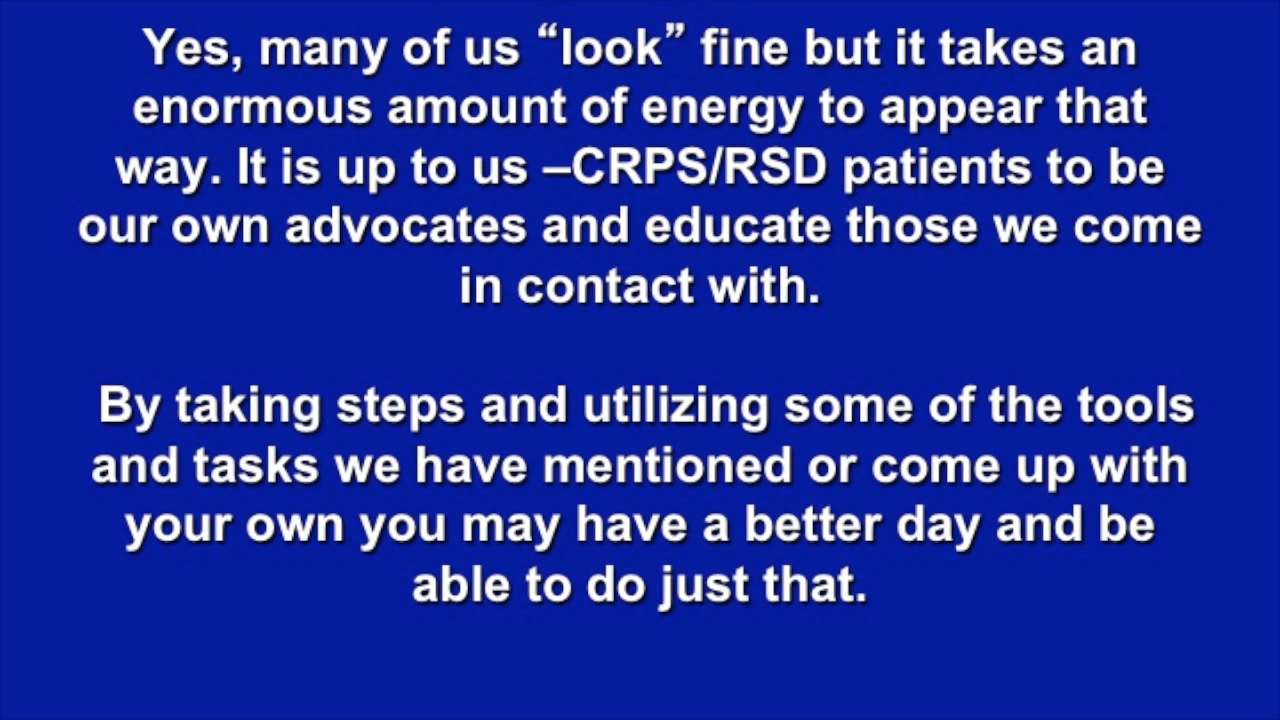 Yes, many of us “look” fine but it takes an
enormous amount of energy to appear that
way. It is up to us –CRPS/RSD patients to be
our own advocates and educate those we come
in contact with.
By taking steps and utilizing some of the tools
and tasks we have mentioned or come up with
your own you may have a better day and be
able to do just that.